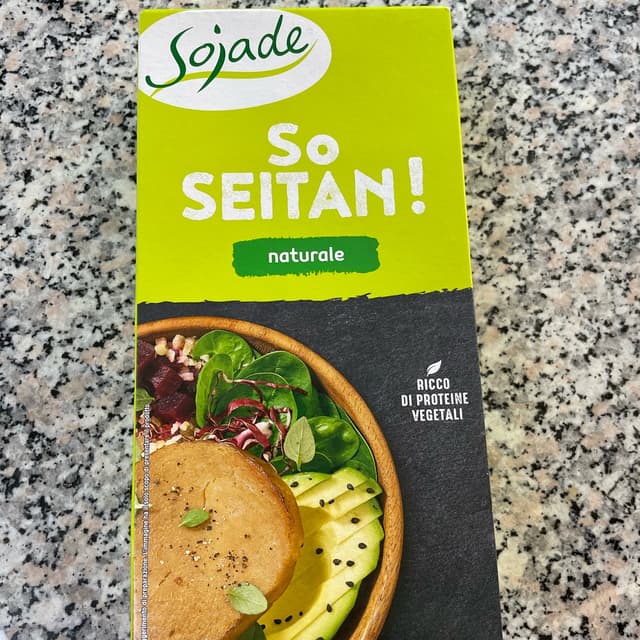 Sojade
So
SEITAN!
naturale
RICCO
DI PROTEINE
VEGETALI